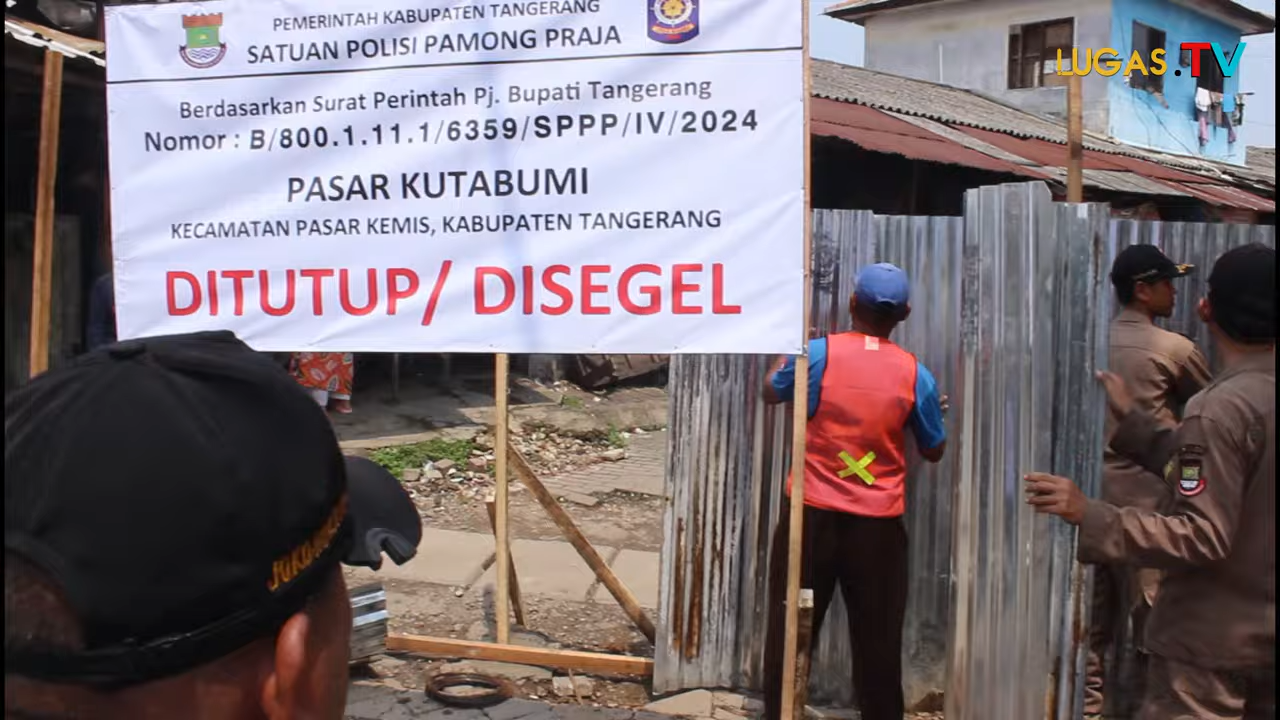 PEMERINTAH KABUPATEN TANGERANG
SATUAN POLISI PAMONG PRAJA
LUGAS.TV
Berdasarkan Surat Perintah Pj. Bupati Tangerang
Nomor : B/800.1.11.1/6359/SPPP/IV/2024
PASAR KUTABUMI
KECAMATAN PASAR KEMIS, KABUPATEN TANGERANG
DITUTUP/ DISEGEL